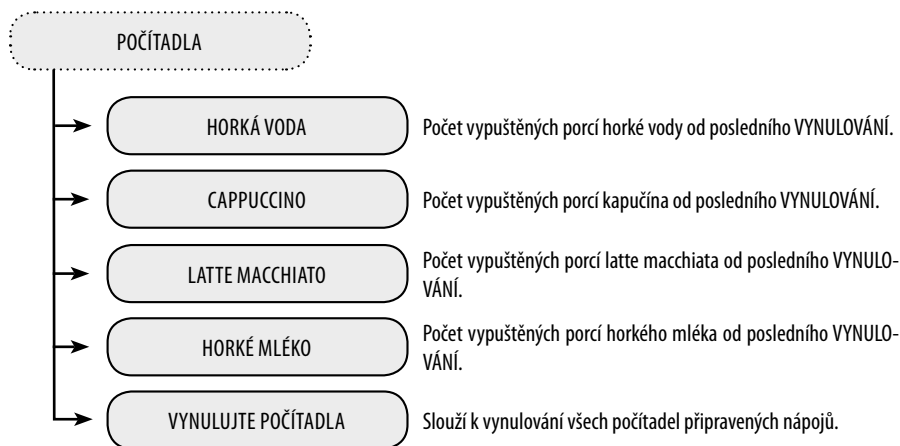 POČÍTADLA
HORKÁ VODA
Počet vypuštěných porcí horké vody od posledního VYNULOVÁNÍ.
CAPPUCCINO
Počet vypuštěných porcí kapučína od posledního VYNULOVÁNÍ.
LATTE MACCHIATO
Počet vypuštěných porcí latte macchiata od posledního VYNULO-
VÁNÍ.
HORKÉ MLÉKO
Počet vypuštěných porcí horkého mléka od posledního VYNULO-
VÁNÍ.
VYNULUJTE POČÍTADLA
Slouží k vynulování všech počítadel připravených nápojů.